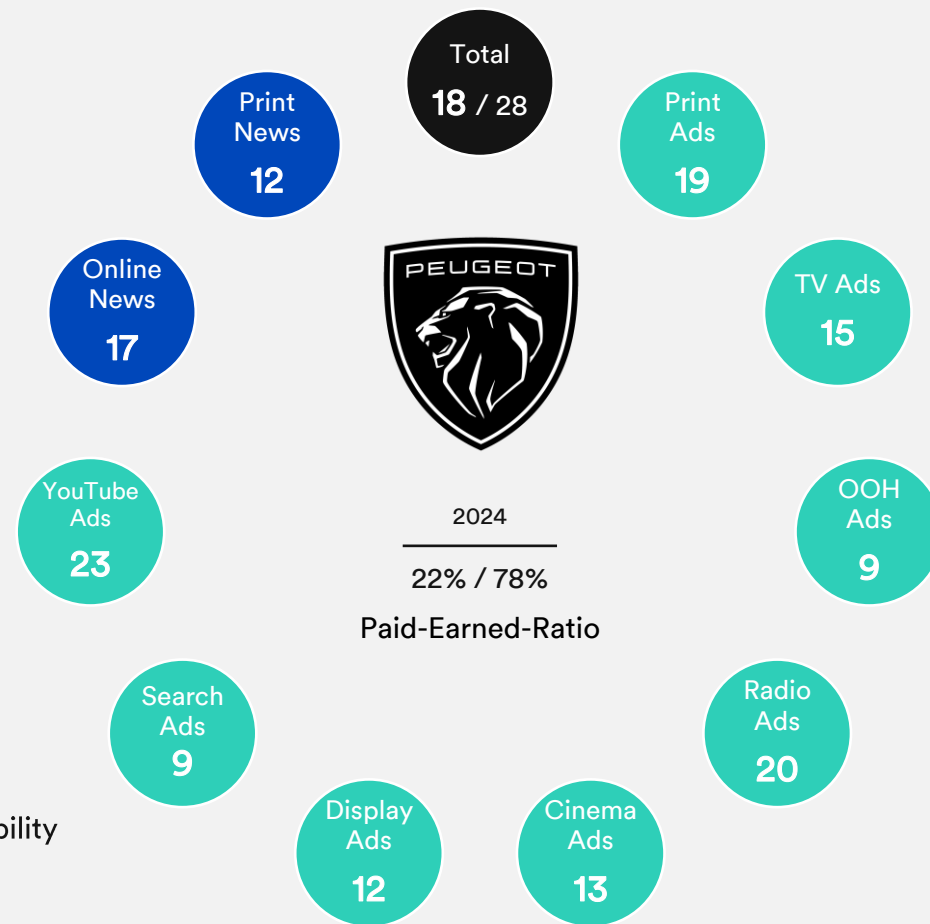 Total
18 / 28
Print
News
12
Print
Ads
19
Online
News
17
PEUGEOT
TV Ads
15
YouTube
Ads
23
2024
22% / 78%
Paid-Earned-Ratio
OOH
Ads
9
Search
Ads
9
Radio
Ads
20
bility
Display
Ads
12
Cinema
Ads
13